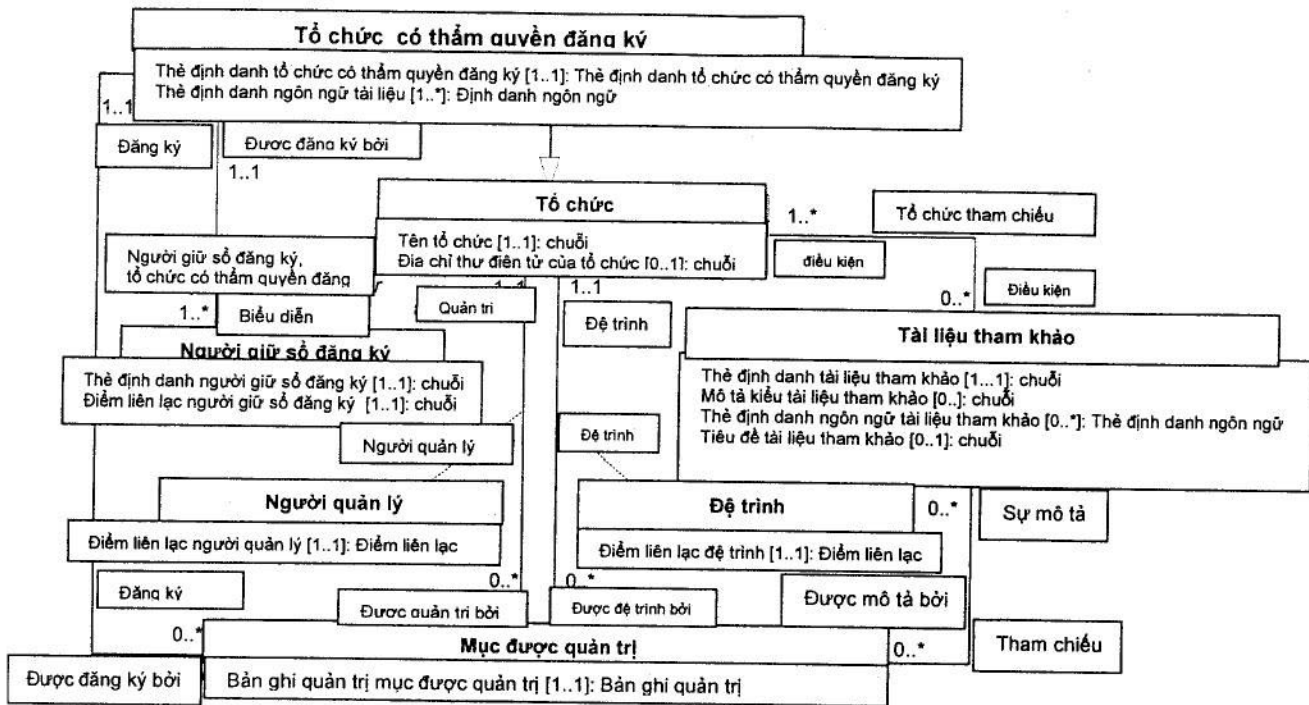 Tổ chức có thẩm quyền đăng ký
Thẻ định danh tổ chức có thẩm quyền đăng ký [1..1]: Thẻ định danh tổ chức có thẩm quyền đăng ký
Thẻ định danh ngôn ngữ tài liệu [1..*]: Định danh ngôn ngữ
1..1
Đăng ký
Được đăng ký bởi
1..1
Tổ chức
Tên tổ chức [1..1]: chuỗi
Địa chỉ thư điện tử của tổ chức [0..1]: chuỗi
1..*
Tổ chức tham chiếu
điều kiện
Người giữ sổ đăng ký,
tổ chức có thẩm quyền đăng
1..*
Biểu diễn
1..1
Quản trị
1..1
Đệ trình
0..*
Điều kiện
Người giữ sổ đăng ký
Thẻ định danh người giữ sổ đăng ký [1..1]: chuỗi
Điểm liên lạc người giữ sổ đăng ký [1..1]: chuỗi
Tài liệu tham khảo
Thẻ định danh tài liệu tham khảo [1...1]: chuỗi
Mô tả kiểu tài liệu tham khảo [0..]: chuỗi
Thẻ định danh ngôn ngữ tài liệu tham khảo [0..*]: Thẻ định danh ngôn ngữ
Tiêu đề tài liệu tham khảo [0..1]: chuỗi
Người quản lý
Đệ trình
Người quản lý
Điểm liên lạc người quản lý [1..1]: Điểm liên lạc
Đệ trình
Điểm liên lạc đệ trình [1..1]: Điểm liên lạc
0..*
Sự mô tả
Đăng ký
0..*
0..*
0..*
Được quản trị bởi
Được đệ trình bởi
Được mô tả bởi
0..*
Tham chiếu
Mục được quản trị
Bản ghi quản trị mục được quản trị [1..1]: Bản ghi quản trị
Được đăng ký bởi